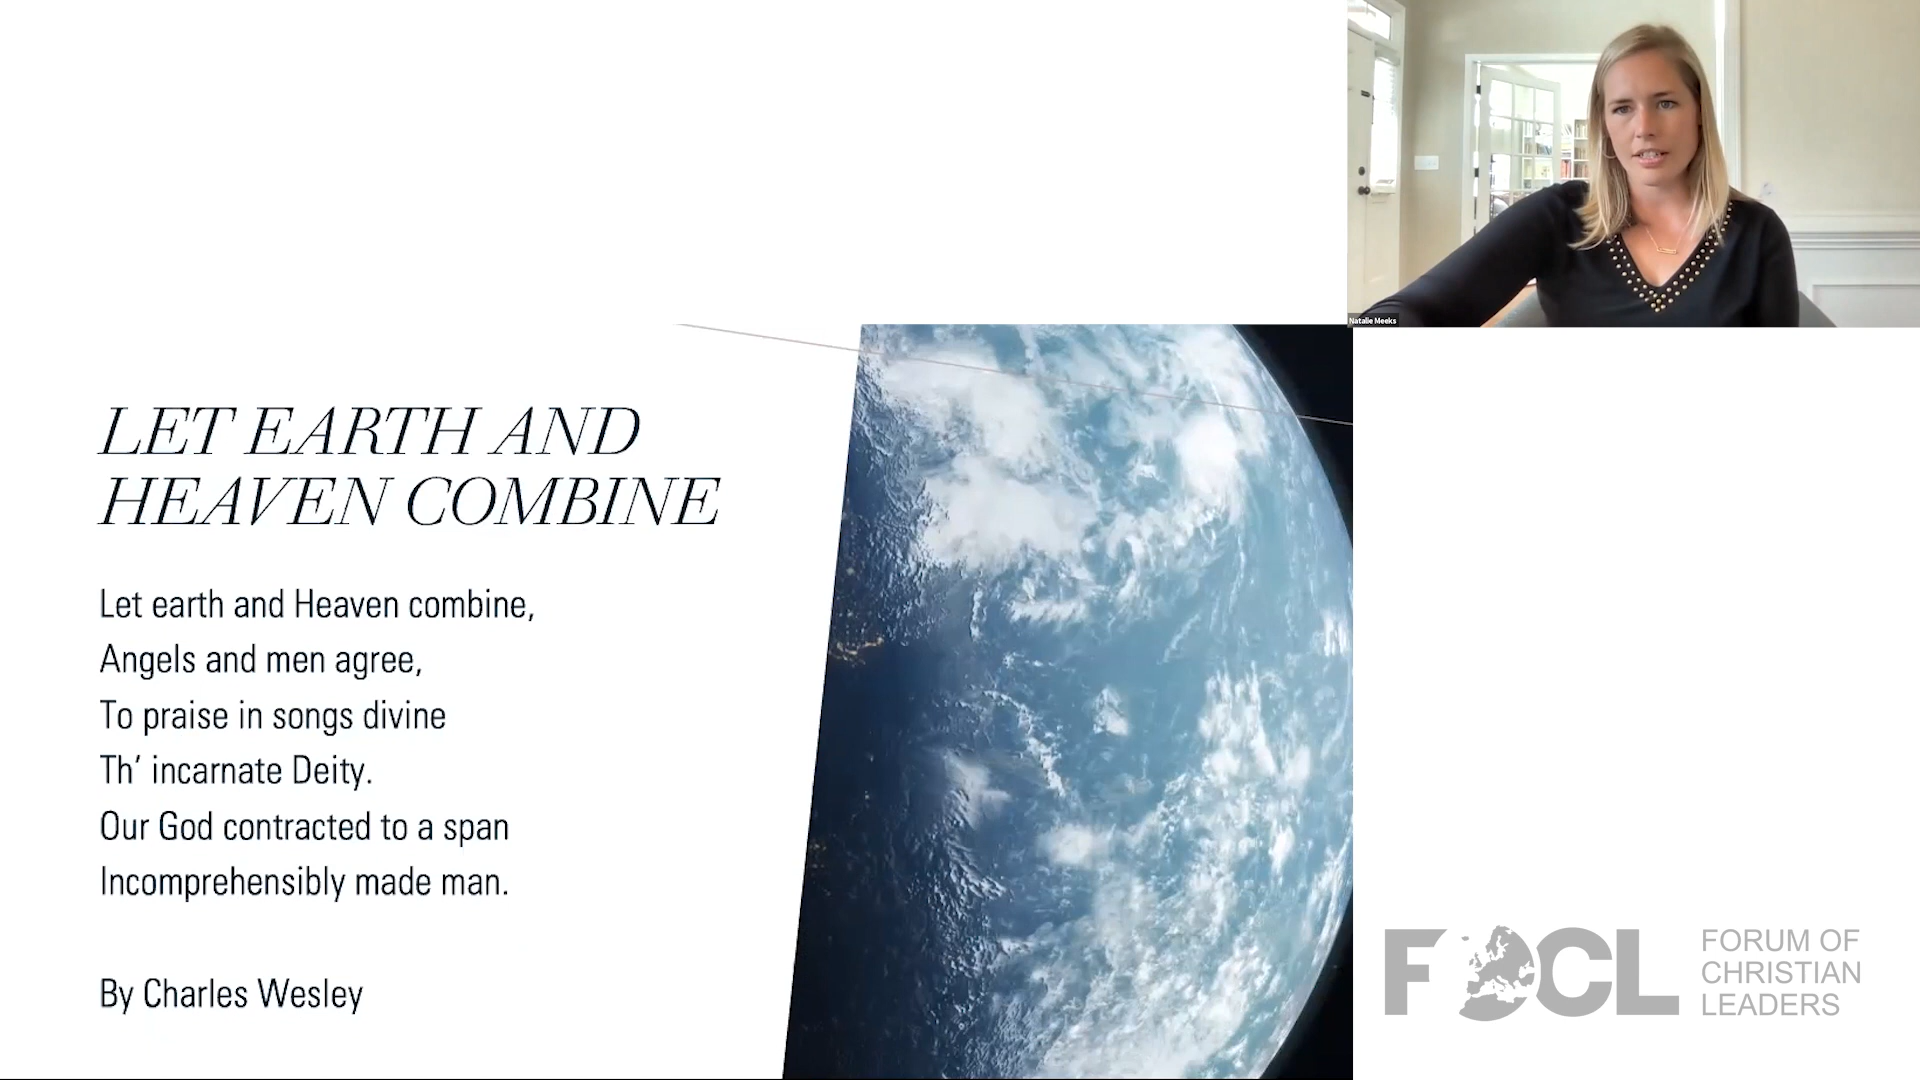 Natalie Meeks
LET EARTH AND
HEAVEN COMBINE
Let earth and Heaven combine,
Angels and men agree,
To praise in songs divine
Th’ incarnate Deity.
Our God contracted to a span
Incomprehensibly made man.
By Charles Wesley
FOCL
FORUM OF
CHRISTIAN
LEADERS